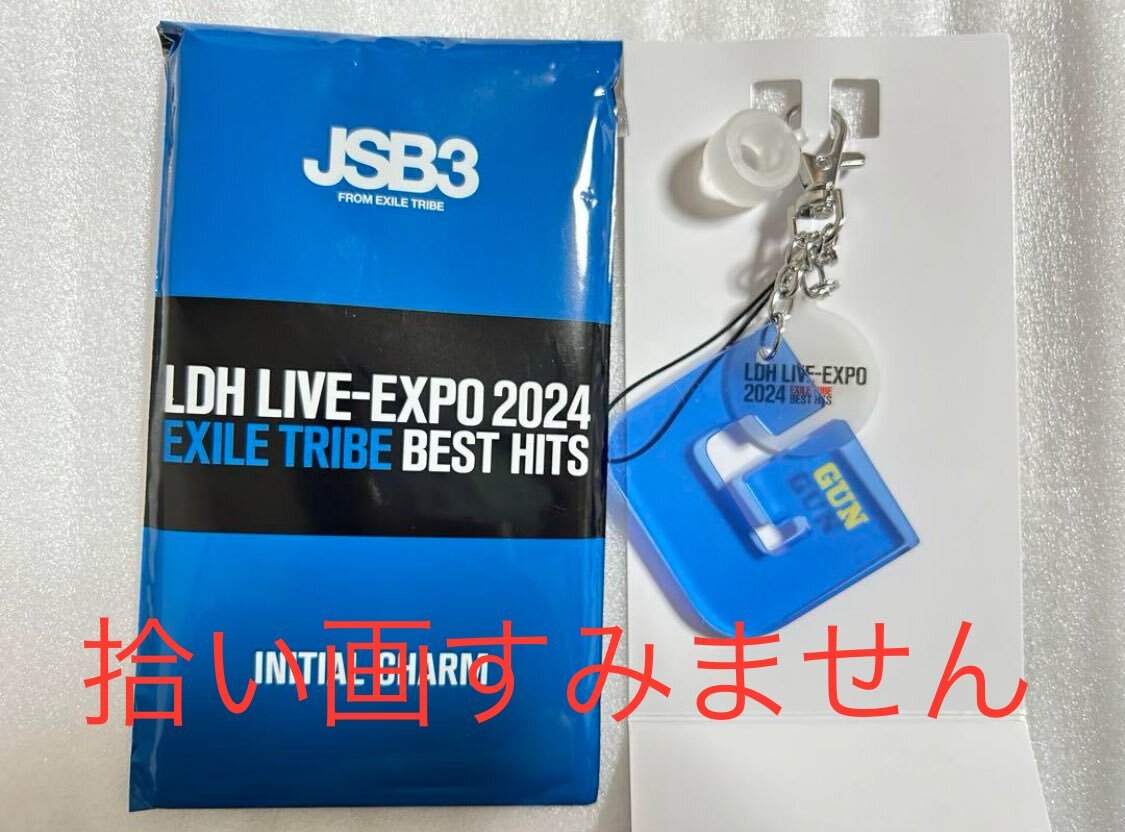 JSB3
FROM EXILE TRIBE
LDH LIVE-EXPO 2024
EXILE TRIBE BEST HITS
INITIAL CHARM
LDH LIVE-EXPO
2024 EXILE TRIBE
BEST HITS
GUN
拾い画すみません